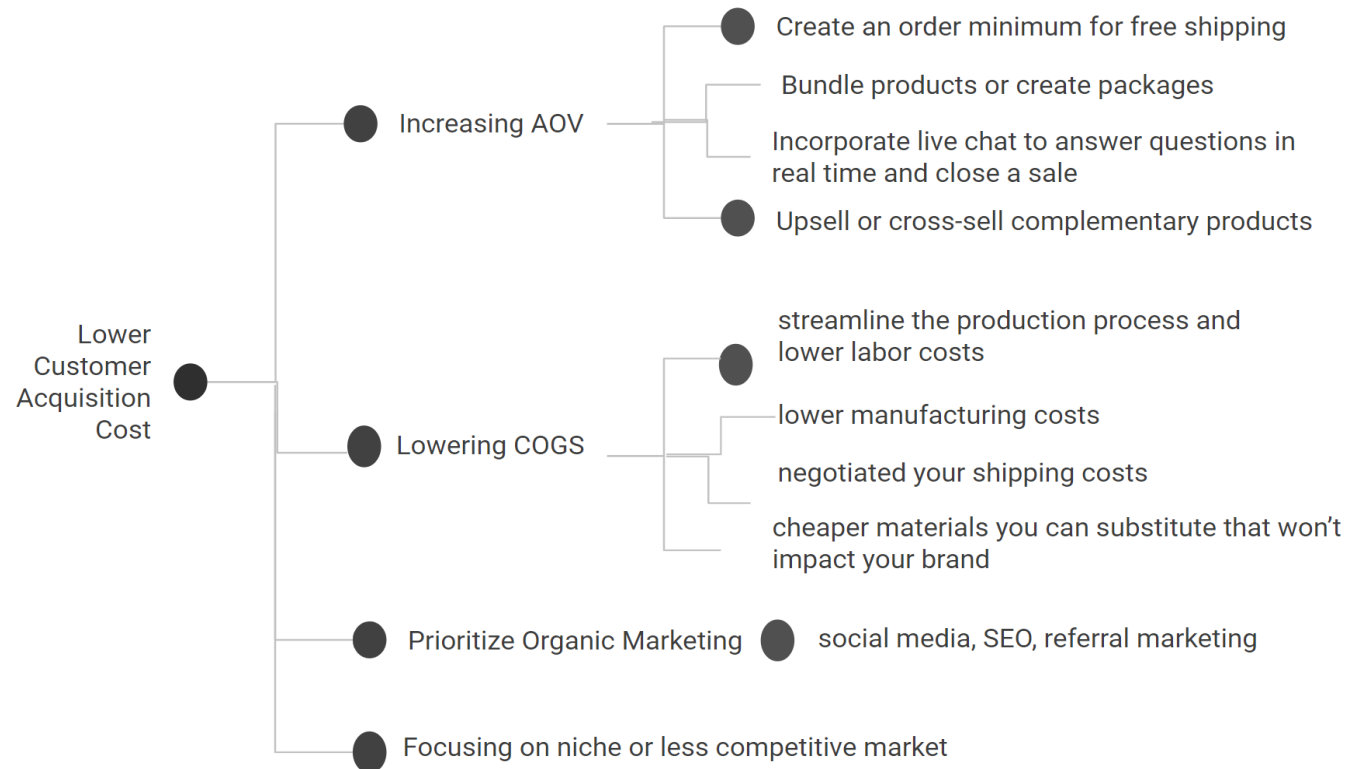 Lower
Customer
Acquisition
Cost
Increasing AOV
Create an order minimum for free shipping
Bundle products or create packages
Incorporate live chat to answer questions in
real time and close a sale
Upsell or cross-sell complementary products
Lowering COGS
streamline the production process and
lower labor costs
lower manufacturing costs
negotiated your shipping costs
cheaper materials you can substitute that won’t
impact your brand
Prioritize Organic Marketing
social media, SEO, referral marketing
Focusing on niche or less competitive market